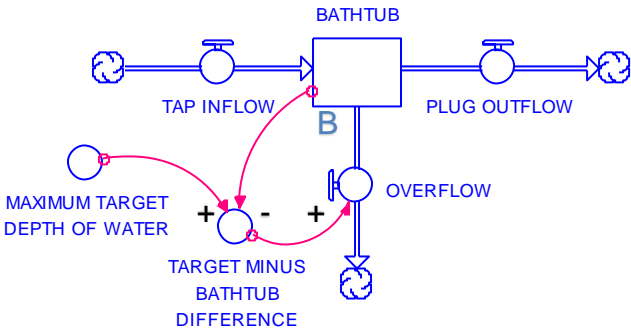 BATHTUB
TAP INFLOW
PLUG OUTFLOW
B
MAXIMUM TARGET
DEPTH OF WATER
OVERFLOW
+
-
+
TARGET MINUS
BATHTUB
DIFFERENCE